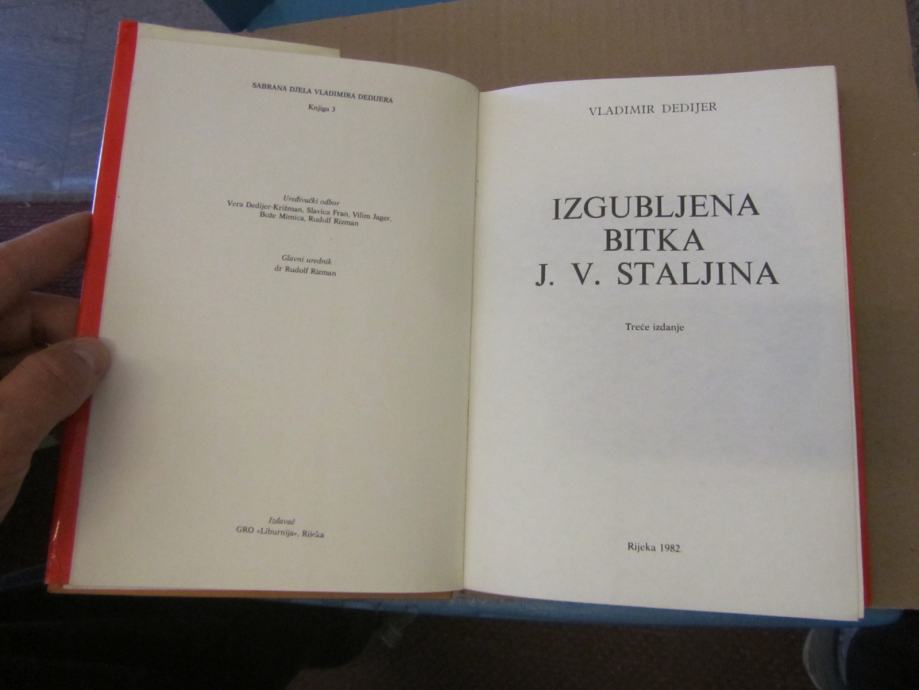 SABRANA DJELA VLADIMIRA DEDIJERA
Knjiga 3
Uređivački odbor
Vera Dedijer-Križman, Slavica Fran, Vilim Jager,
Bože Mimica, Rudolf Rizman
Glavni urednik
dr Rudolf Rizman
Izdavač
GRO »Liburnija«, Rijeka
VLADIMIR DEDIJER
IZGUBLJENA
BITKA
J. V. STALJINA
Treće izdanje
Rijeka 1982.